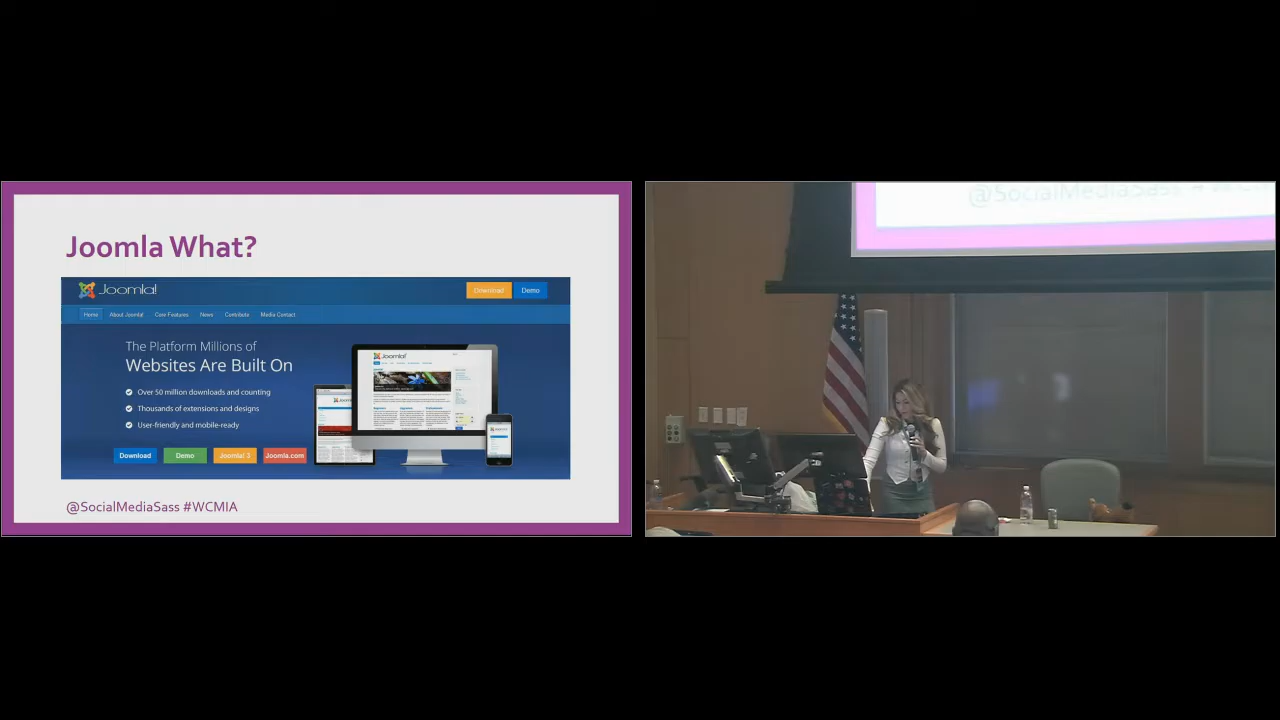 Joomla What?
Joomla!
Download Demo
Home About Joomla! Core Features News Contribute Media Contact
The Platform Millions of
Websites Are Built On
Over 50 million downloads and counting
Thousands of extensions and designs
User-friendly and mobile-ready
Download Demo Joomla! 3 Joomla.com
Joomla!
@SocialMediaSass #WCMIA
@SocialMediaSass #